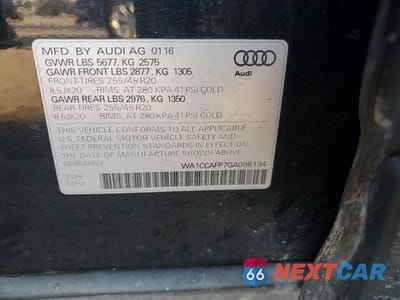 MFD. BY AUDI AG 01 16
GVWR LBS 5677, KG 2575
GAWR FRONT LBS 2877, KG 1305
FRONT-TIRES 255/45 R20
8.5JX20 RIMS, AT 280 KPA 41 PSI COLD
GAWR REAR LBS 2976, KG 1350
REAR-TIRES 255/45 R20
8.5JX20 RIMS, AT 280 KPA 41 PSI COLD
Audi
THIS VEHICLE CONFORMS TO ALL APPLICABLE
U.S. FEDERAL MOTOR VEHICLE SAFETY AND
THEFT PREVENTION STANDARDS IN EFFECT ON THE
DATE OF MANUFACTURE SHOWN ABOVE.
GERMANY WA1CCAFP7GA098134
TYPE:
MPV
66 NEXTCAR